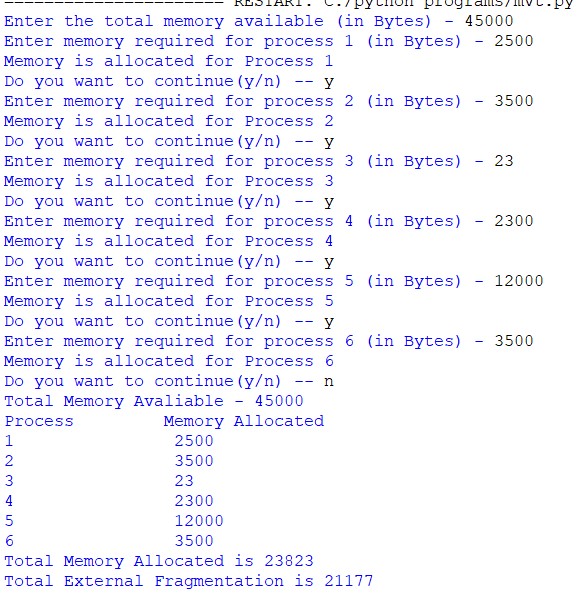 ---------------------- RESTART: C:/python programs/mvt.py
Enter the total memory available (in Bytes) - 45000
Enter memory required for process 1 (in Bytes) - 2500
Memory is allocated for Process 1
Do you want to continue(y/n) -- y
Enter memory required for process 2 (in Bytes) - 3500
Memory is allocated for Process 2
Do you want to continue(y/n) -- y
Enter memory required for process 3 (in Bytes) - 23
Memory is allocated for Process 3
Do you want to continue(y/n) -- y
Enter memory required for process 4 (in Bytes) - 2300
Memory is allocated for Process 4
Do you want to continue(y/n) -- y
Enter memory required for process 5 (in Bytes) - 12000
Memory is allocated for Process 5
Do you want to continue(y/n) -- y
Enter memory required for process 6 (in Bytes) - 3500
Memory is allocated for Process 6
Do you want to continue(y/n) -- n
Total Memory Avaliable - 45000
Process Memory Allocated
1 2500
2 3500
3 23
4 2300
5 12000
6 3500
Total Memory Allocated is 23823
Total External Fragmentation is 21177